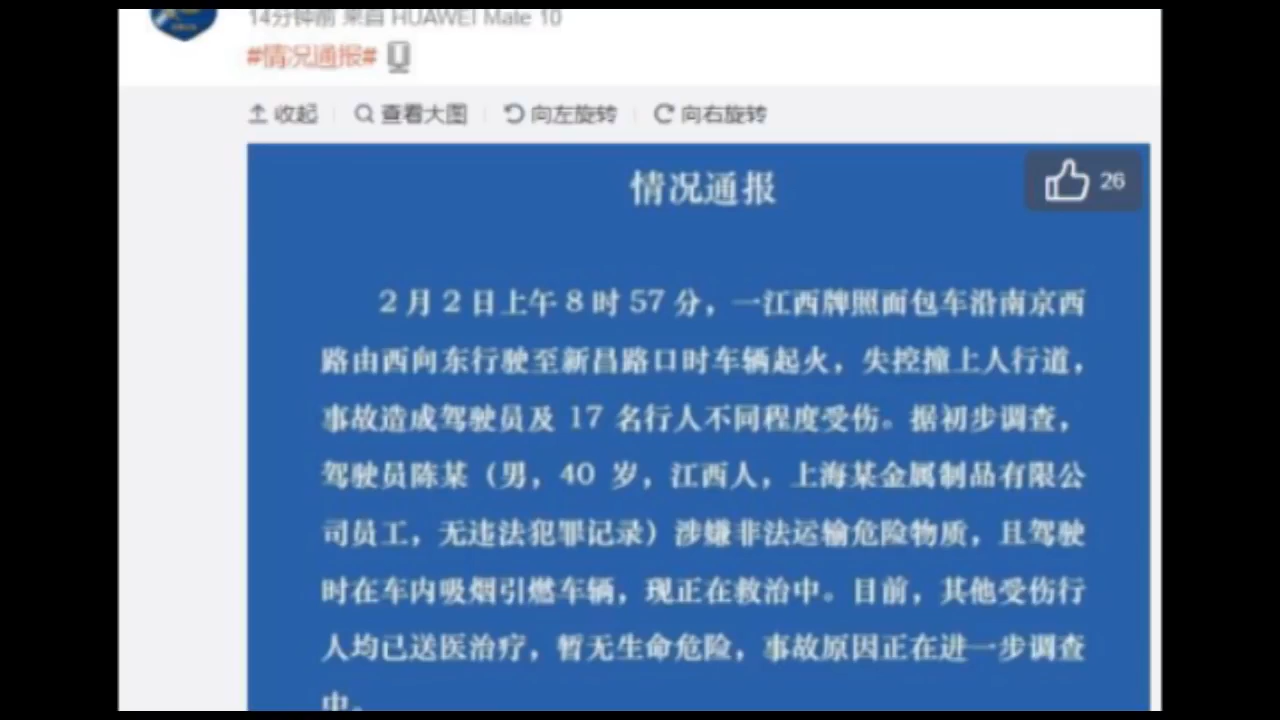 14分钟前 来自 HUAWEI Mate 10
#情况通报#
收起 查看大图 向左旋转 向右旋转
情况通报
26
2月2日上午8时57分，一江西牌照面包车沿南京西
路由西向东行驶至新昌路口时车辆起火，失控撞上人行道，
事故造成驾驶员及 17 名行人不同程度受伤。据初步调查，
驾驶员陈某（男，40 岁，江西人，上海某金属制品有限公
司员工，无违法犯罪记录）涉嫌非法运输危险物质，且驾驶
时在车内吸烟引燃车辆，现正在救治中。目前，其他受伤行
人均已送医治疗，暂无生命危险，事故原因正在进一步调查
中。